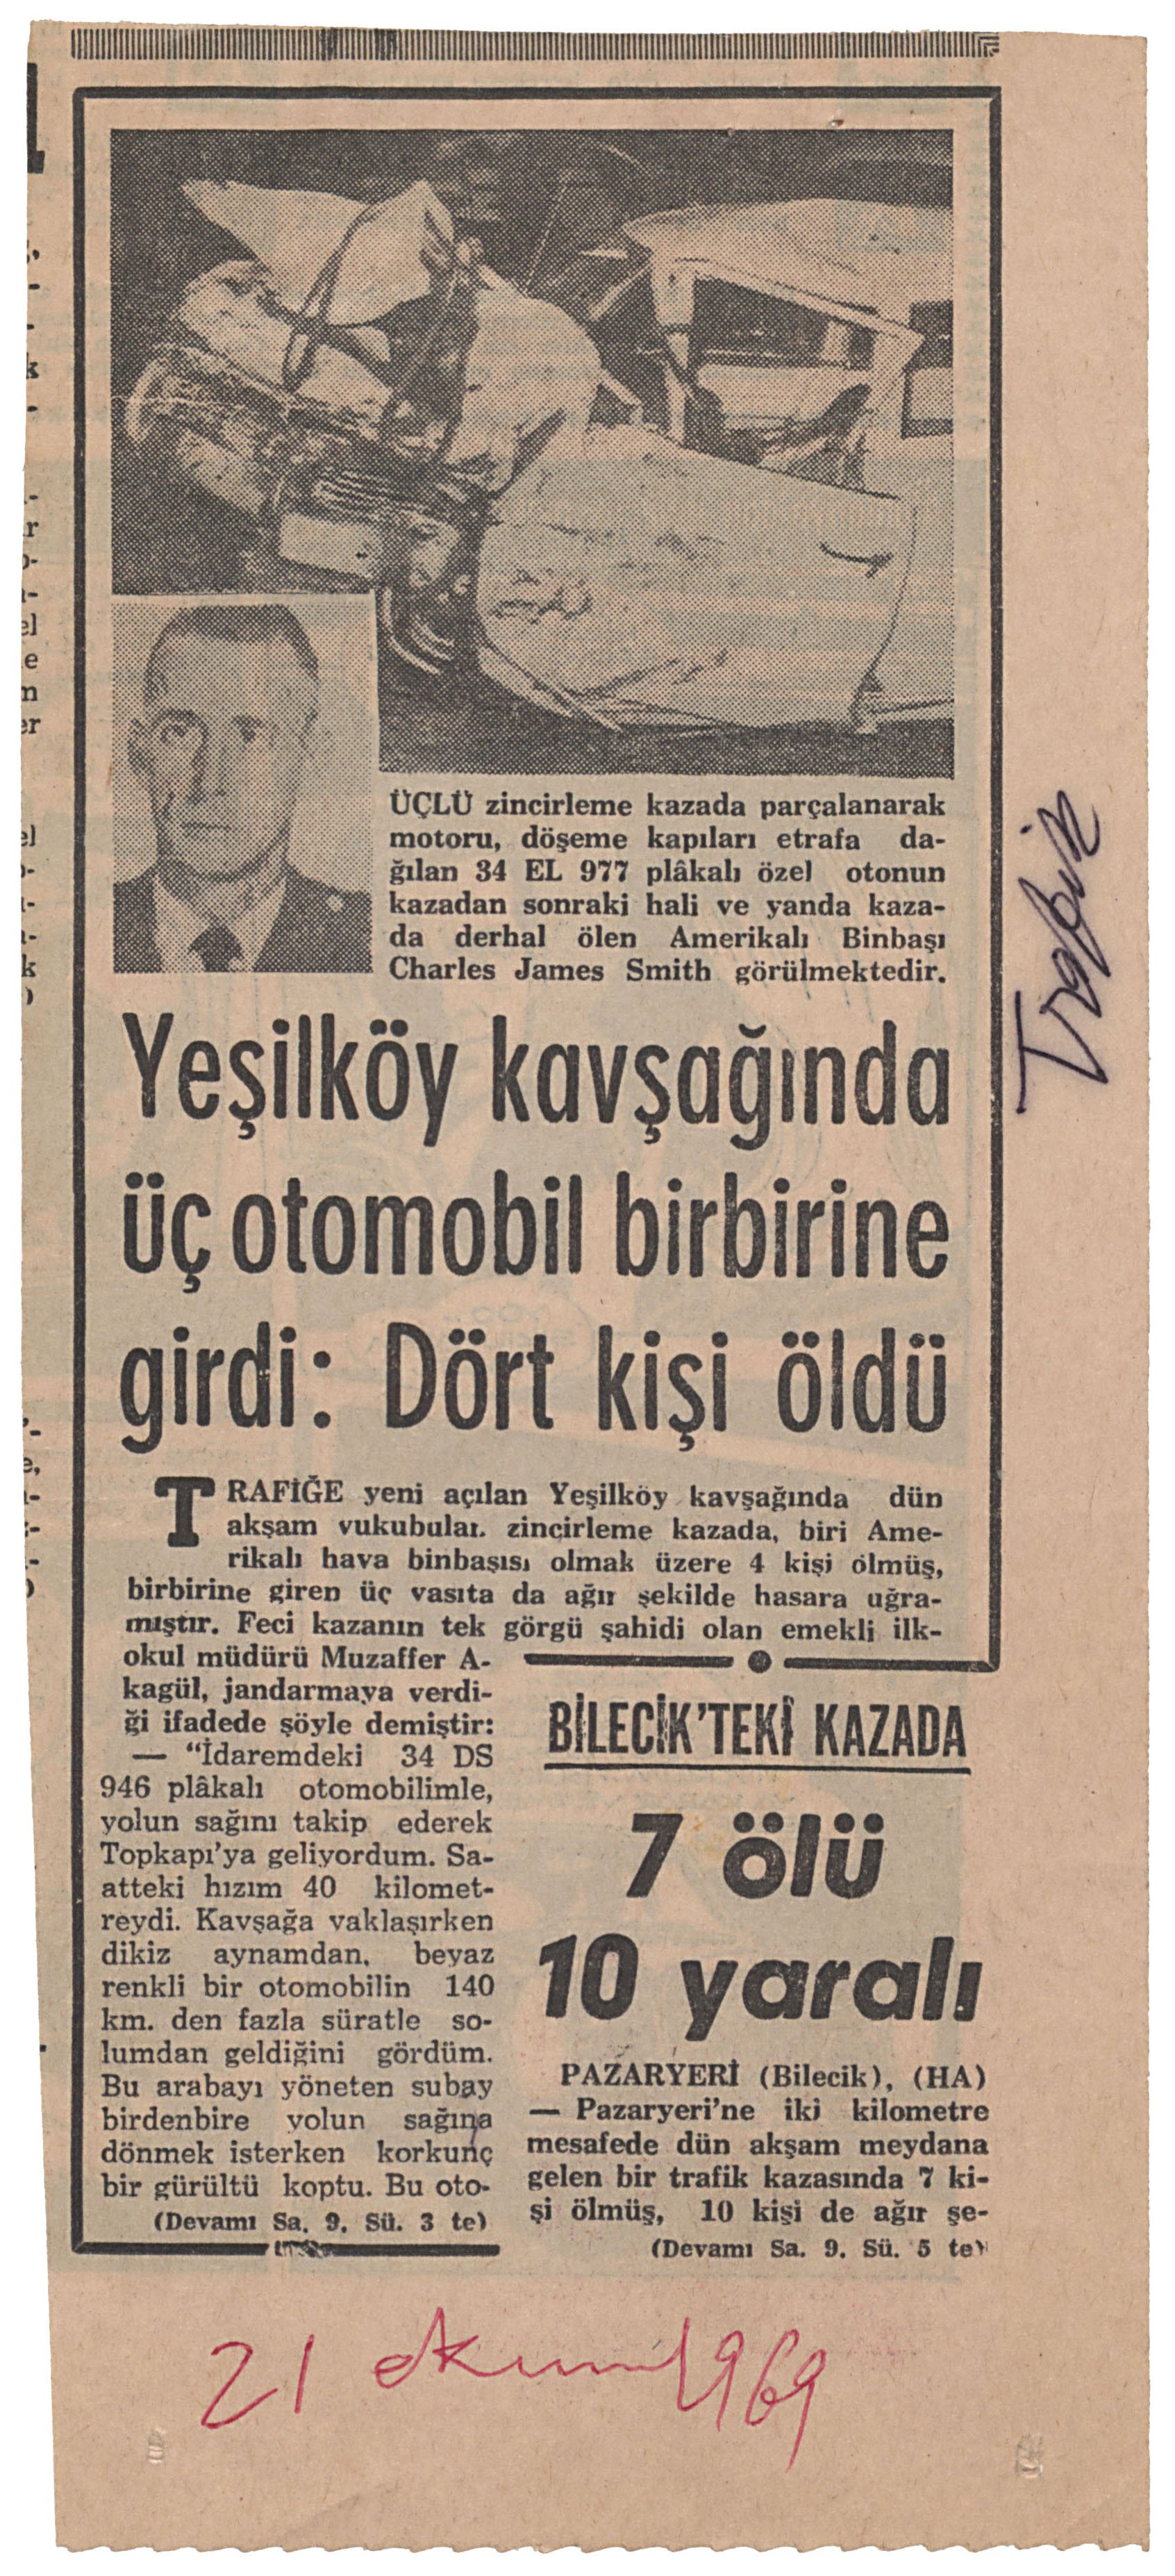 ÜÇLÜ zincirleme kazada parçalanarak
motoru, döşeme kapıları etrafa da-
ğılan 34 EL 977 plâkalı özel otonun
kazadan sonraki hali ve yanda kaza-
da derhal ölen Amerikalı Binbaşı
Charles James Smith görülmektedir.
Trafik
Yeşilköy kavşağında
üç otomobil birbirine
girdi: Dört kişi öldü
TRAFİĞE yeni açılan Yeşilköy kavşağında dün
akşam vukubulan zincirleme kazada, biri Ame-
rikalı hava binbaşısı olmak üzere 4 kişi ölmüş,
birbirine giren üç vasıta da ağır şekilde hasara uğra-
mıştır. Feci kazanın tek görgü şahidi olan emekli ilk-
okul müdürü Muzaffer A-
kagül, jandarmaya verdi-
ği ifadede şöyle demiştir:
— "İdaremdeki 34 DS
946 plâkalı otomobilimle,
yolun sağını takip ederek
Topkapı'ya geliyordum. Sa-
atteki hızım 40 kilomet-
reydi. Kavşağa yaklaşırken
dikiz aynamdan, beyaz
renkli bir otomobilin 140
km. den fazla süratle so-
lumdan geldiğini gördüm.
Bu arabayı yöneten subay
birdenbire yolun sağına
dönmek isterken korkunç
bir gürültü koptu. Bu oto-
(Devamı Sa. 9, Sü. 3 te)
BİLECİK'TEKİ KAZADA
7 ölü
10 yaralı
PAZARYERİ (Bilecik), (HA)
— Pazaryeri'ne iki kilometre
mesafede dün akşam meydana
gelen bir trafik kazasında 7 ki-
şi ölmüş, 10 kişi de ağır şe-
(Devamı Sa. 9, Sü. 5 te)
21 ekim 1969